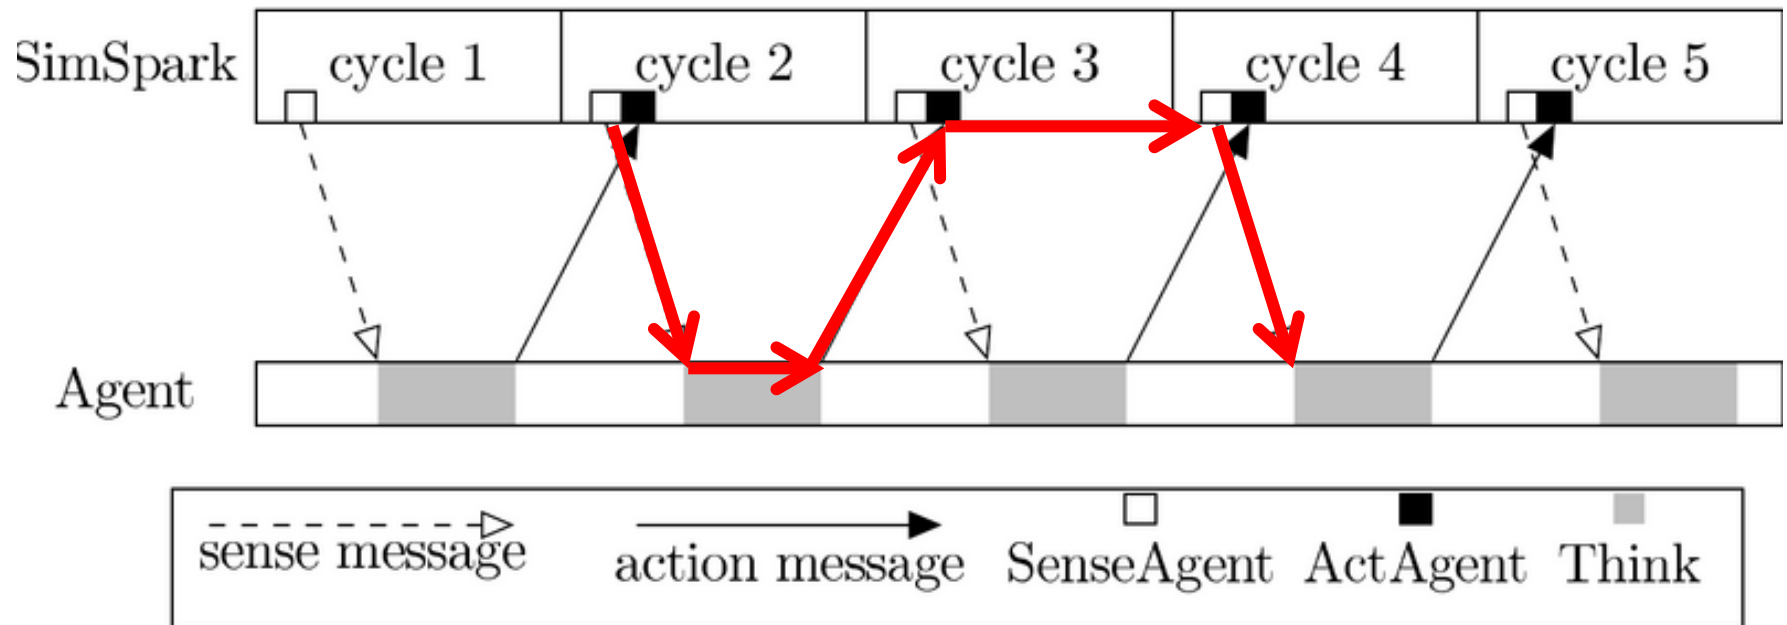 SimSpark cycle 1 cycle 2 cycle 3 cycle 4 cycle 5
Agent
sense message action message SenseAgent ActAgent Think